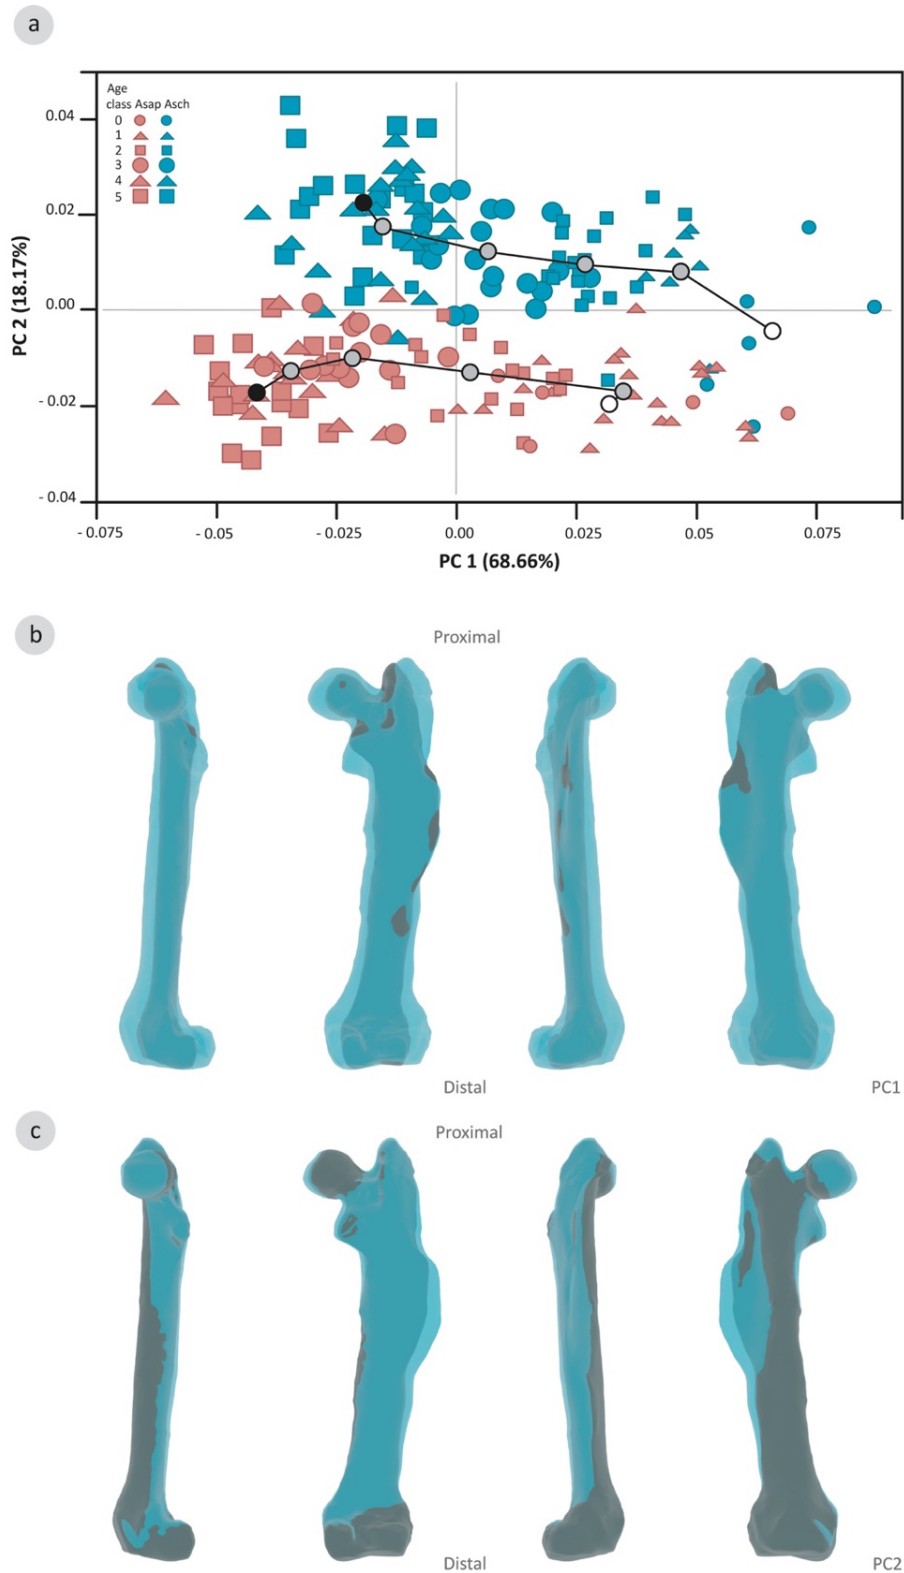 a
Age
class Asap Asch
0
1
2
3
4
5
0.04
0.02
0.00
- 0.02
- 0.04
PC 2 (18.17%)
- 0.075
- 0.05
- 0.025
0.00
0.025
0.05
0.075
PC 1 (68.66%)
b
Proximal
Distal
PC1
c
Proximal
Distal
PC2